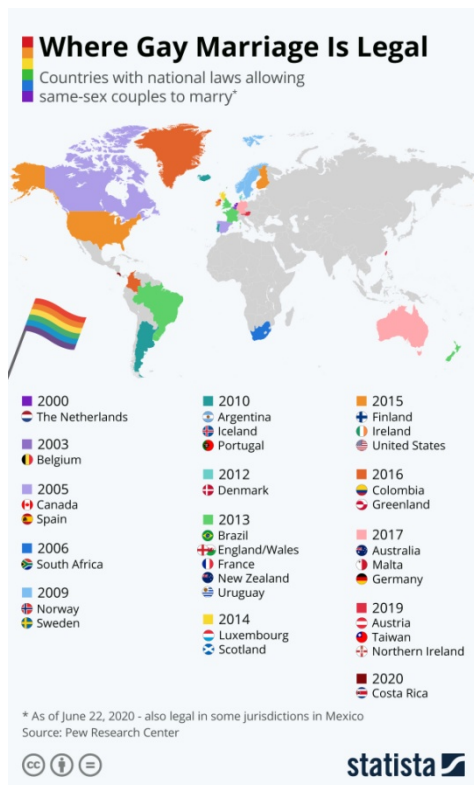 Where Gay Marriage Is Legal
Countries with national laws allowing
same-sex couples to marry*
2000
The Netherlands
2003
Belgium
2005
Canada
Spain
2006
South Africa
2009
Norway
Sweden
2010
Argentina
Iceland
Portugal
2012
Denmark
2013
Brazil
England/Wales
France
New Zealand
Uruguay
2014
Luxembourg
Scotland
2015
Finland
Ireland
United States
2016
Colombia
Greenland
2017
Australia
Malta
Germany
2019
Austria
Taiwan
Northern Ireland
2020
Costa Rica
* As of June 22, 2020 - also legal in some jurisdictions in Mexico
Source: Pew Research Center
cc
statista